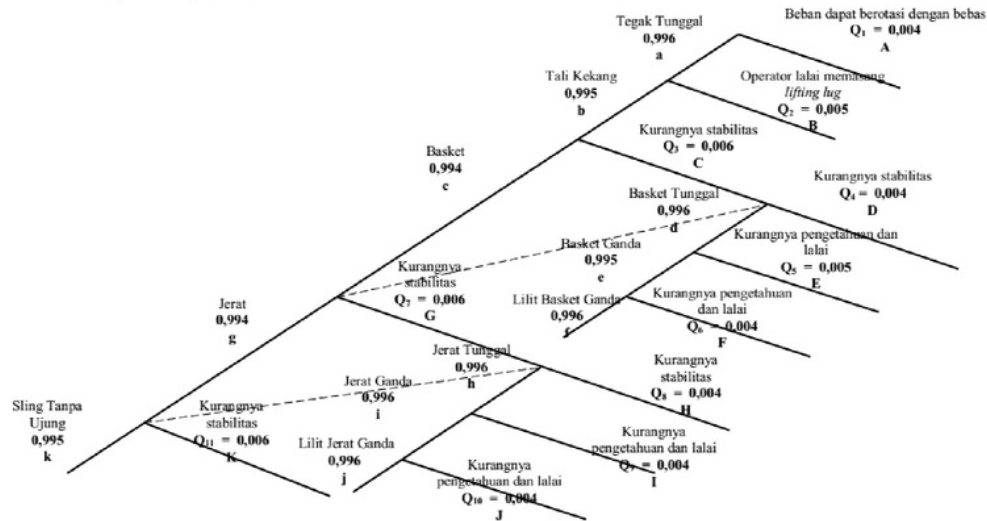 Tegak Tunggal
0,996
a
Beban dapat berotasi dengan bebas
Q₁ = 0,004
A
Tali Kekang
0,995
b
Operator lalai memasang
lifting lug
Q₂ = 0,005
B
Basket
0,994
c
Kurangnya stabilitas
Q₃ = 0,006
C
Basket Tunggal
0,996
d
Kurangnya stabilitas
Q₄ = 0,004
D
Basket Ganda
0,995
e
Kurangnya pengetahuan dan
lalai
Q₅ = 0,005
E
Lilit Basket Ganda
0,996
f
Kurangnya pengetahuan
dan lalai
Q₆ = 0,004
F
Jerat
0,994
g
Kurangnya
stabilitas
Q₇ = 0,006
G
Jerat Tunggal
0,996
h
Kurangnya
stabilitas
Q₈ = 0,004
H
Jerat Ganda
0,996
i
Kurangnya
pengetahuan dan lalai
Q₉ = 0,004
I
Lilit Jerat Ganda
0,996
j
Kurangnya
pengetahuan dan lalai
Q₁₀ = 0,004
J
Sling Tanpa
Ujung
0,995
k
Kurangnya
stabilitas
Q₁₁ = 0,006
K